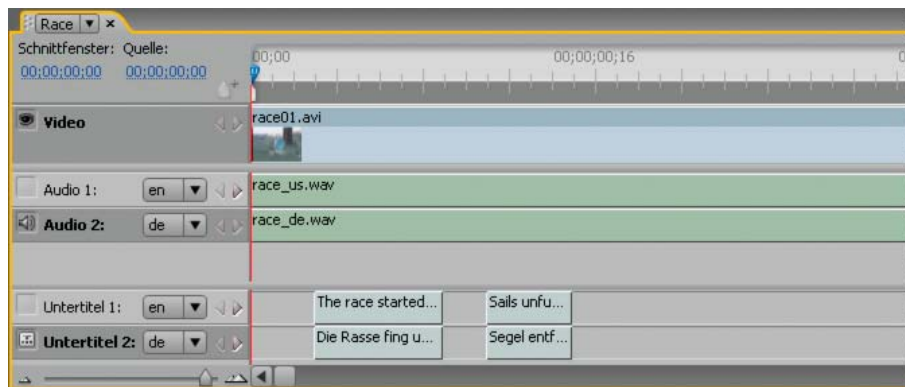 Race
Schnittfenster: Quelle:
00;00;00;00 00;00;00;00
00;00 00;00;00;16
Video
race01.avi
Audio 1: en
race_us.wav
Audio 2: de
race_de.wav
Untertitel 1: en
The race started... Sails unfu...
Untertitel 2: de
Die Rasse fing u... Segel entf...